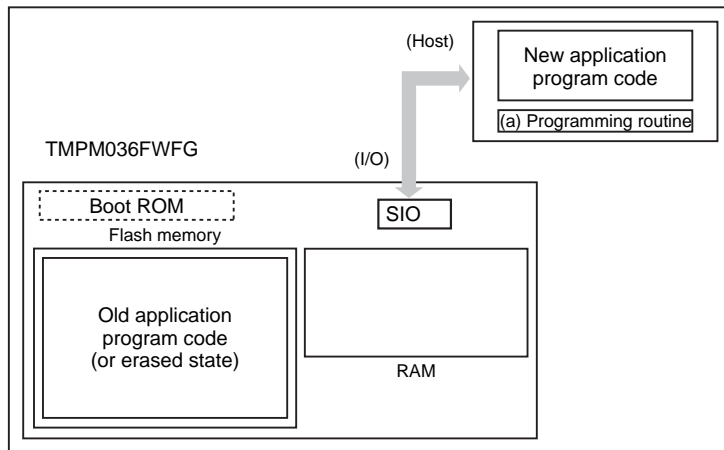 (Host)
New application
program code
(a) Programming routine
TMPM036FWFG
(I/O)
Boot ROM
SIO
Flash memory
Old application
program code
(or erased state)
RAM